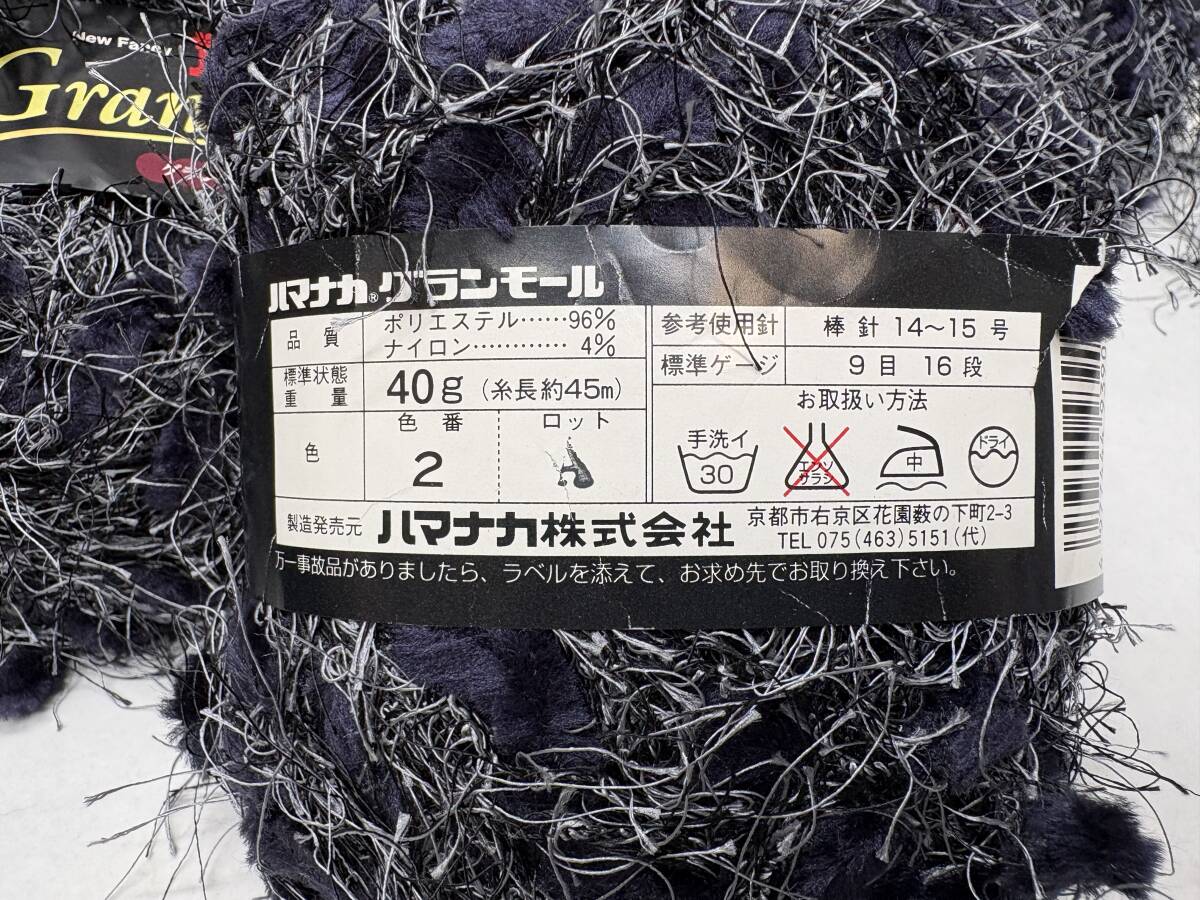 New Fancy
Gran
ハマナカ® グランモール
品質 ポリエステル……96%
ナイロン………… 4%
標準状態重量 40g (糸長約45m)
色 色番 ロット
2
参考使用針 棒針 14～15 号
標準ゲージ 9目 16段
お取扱い方法
手洗イ 30 エンソサラシ 中 ドライ
製造発売元 ハマナカ株式会社 京都市右京区花園薮の下町2-3
TEL 075(463)5151(代)
万一事故品がありましたら、ラベルを添えて、お求め先でお取り換え下さい。